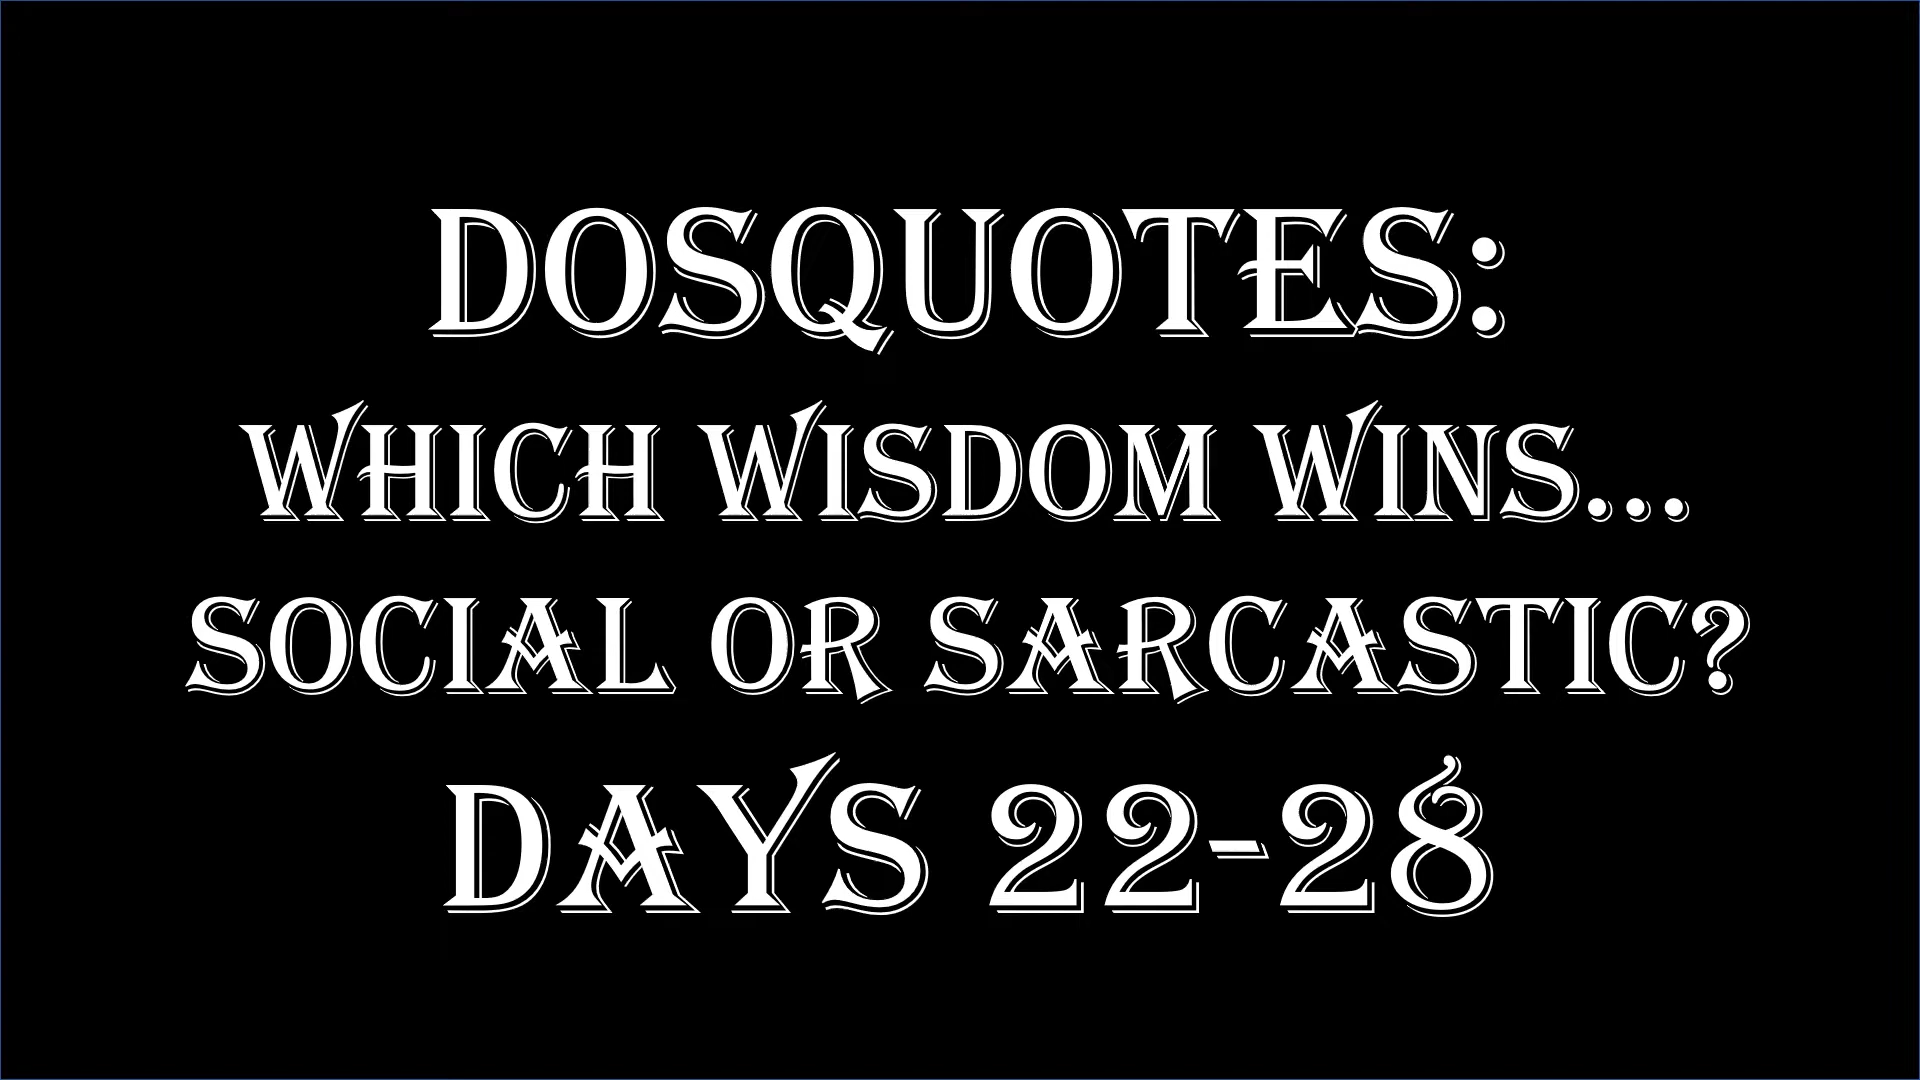 DOSQUOTES:
WHICH WISDOM WINS...
SOCIAL OR SARCASTIC?
DAYS 22-28